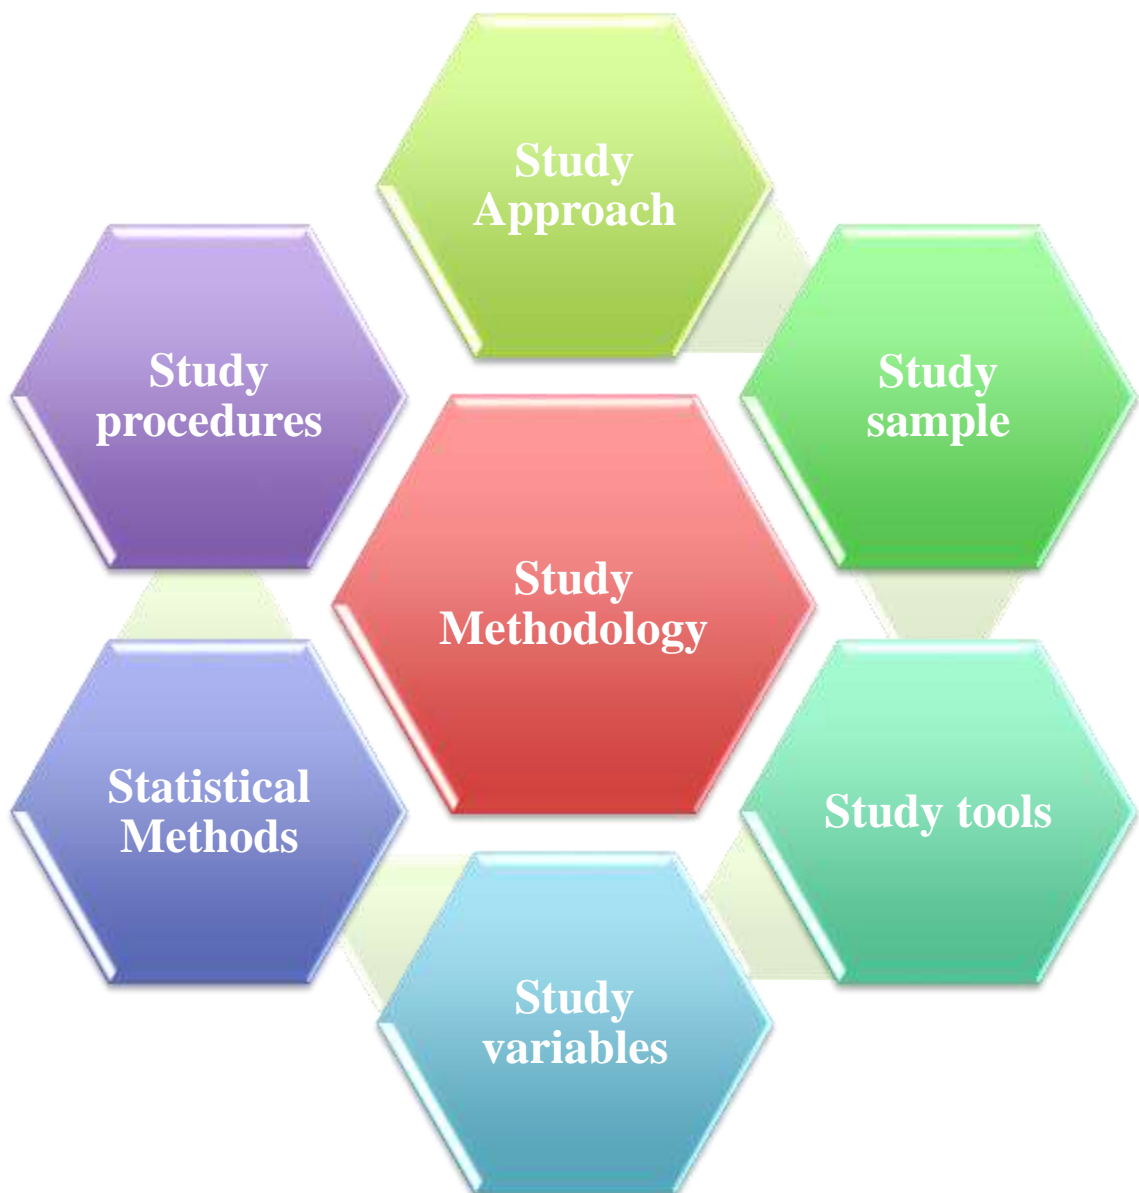 Study
Approach
Study
sample
Study tools
Study
variables
Statistical
Methods
Study
procedures
Study
Methodology